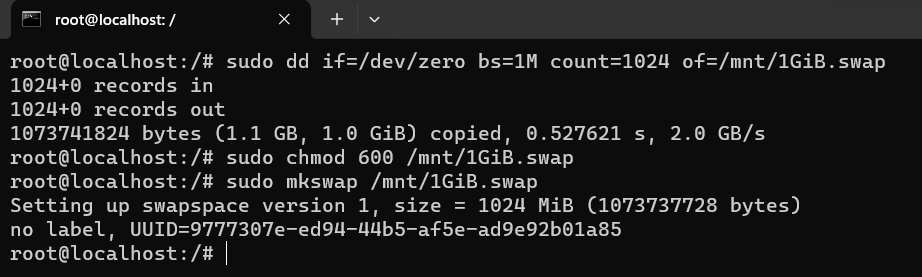 root@localhost: /
root@localhost:/# sudo dd if=/dev/zero bs=1M count=1024 of=/mnt/1GiB.swap
1024+0 records in
1024+0 records out
1073741824 bytes (1.1 GB, 1.0 GiB) copied, 0.527621 s, 2.0 GB/s
root@localhost:/# sudo chmod 600 /mnt/1GiB.swap
root@localhost:/# sudo mkswap /mnt/1GiB.swap
Setting up swapspace version 1, size = 1024 MiB (1073737728 bytes)
no label, UUID=9777307e-ed94-44b5-af5e-ad9e92b01a85
root@localhost:/#